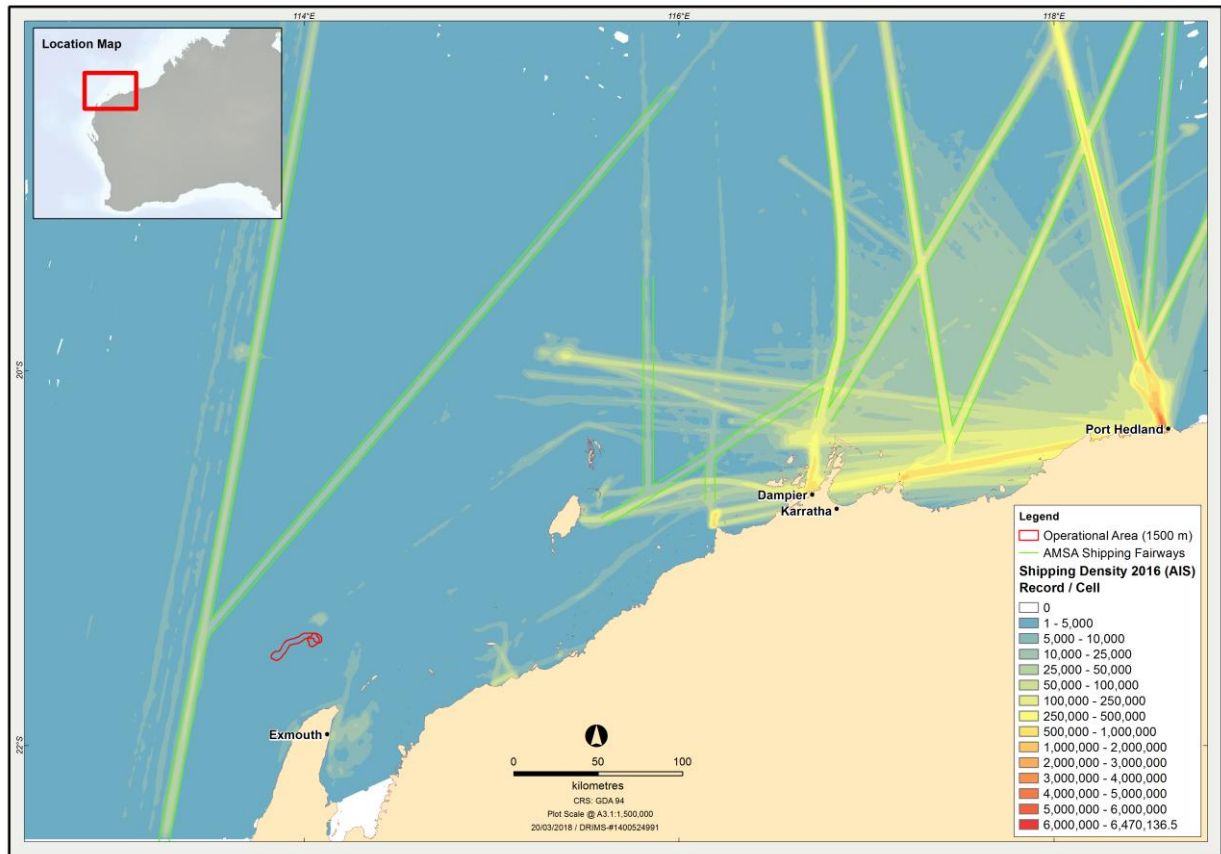 114°E
116°E
118°E
Location Map
20°S
20°S
Port Hedland
Dampier
Karratha
Exmouth
22°S
22°S
0 50 100
kilometres
CRS: GDA 94
Plot Scale @ A3.1:1,500,000
20/03/2018 / DRIMS-#1400524991
114°E
116°E
118°E
Legend
Operational Area (1500 m)
AMSA Shipping Fairways
Shipping Density 2016 (AIS)
Record / Cell
0
1 - 5,000
5,000 - 10,000
10,000 - 25,000
25,000 - 50,000
50,000 - 100,000
100,000 - 250,000
250,000 - 500,000
500,000 - 1,000,000
1,000,000 - 2,000,000
2,000,000 - 3,000,000
3,000,000 - 4,000,000
4,000,000 - 5,000,000
5,000,000 - 6,000,000
6,000,000 - 6,470,136.5